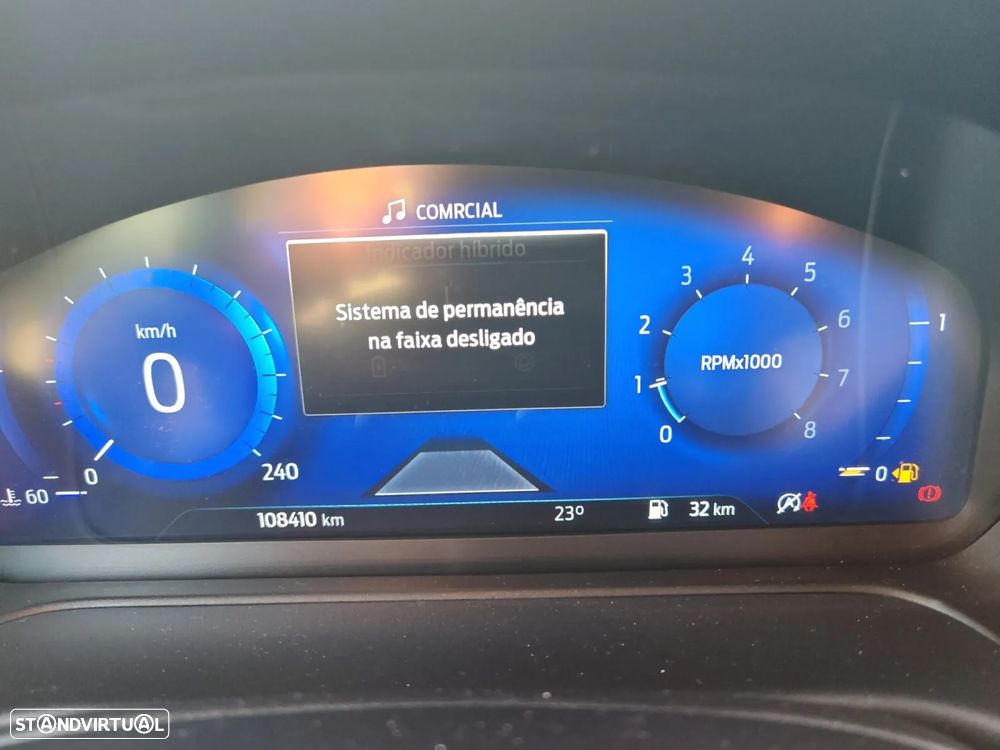 COMRCIAL
Indicador híbrido
Sistema de permanência
na faixa desligado
km/h
0
0
240
1
2
3
4
5
6
7
8
0
RPMx1000
1
0
60
108410 km
23º
32 km
STANDVIRTUAL